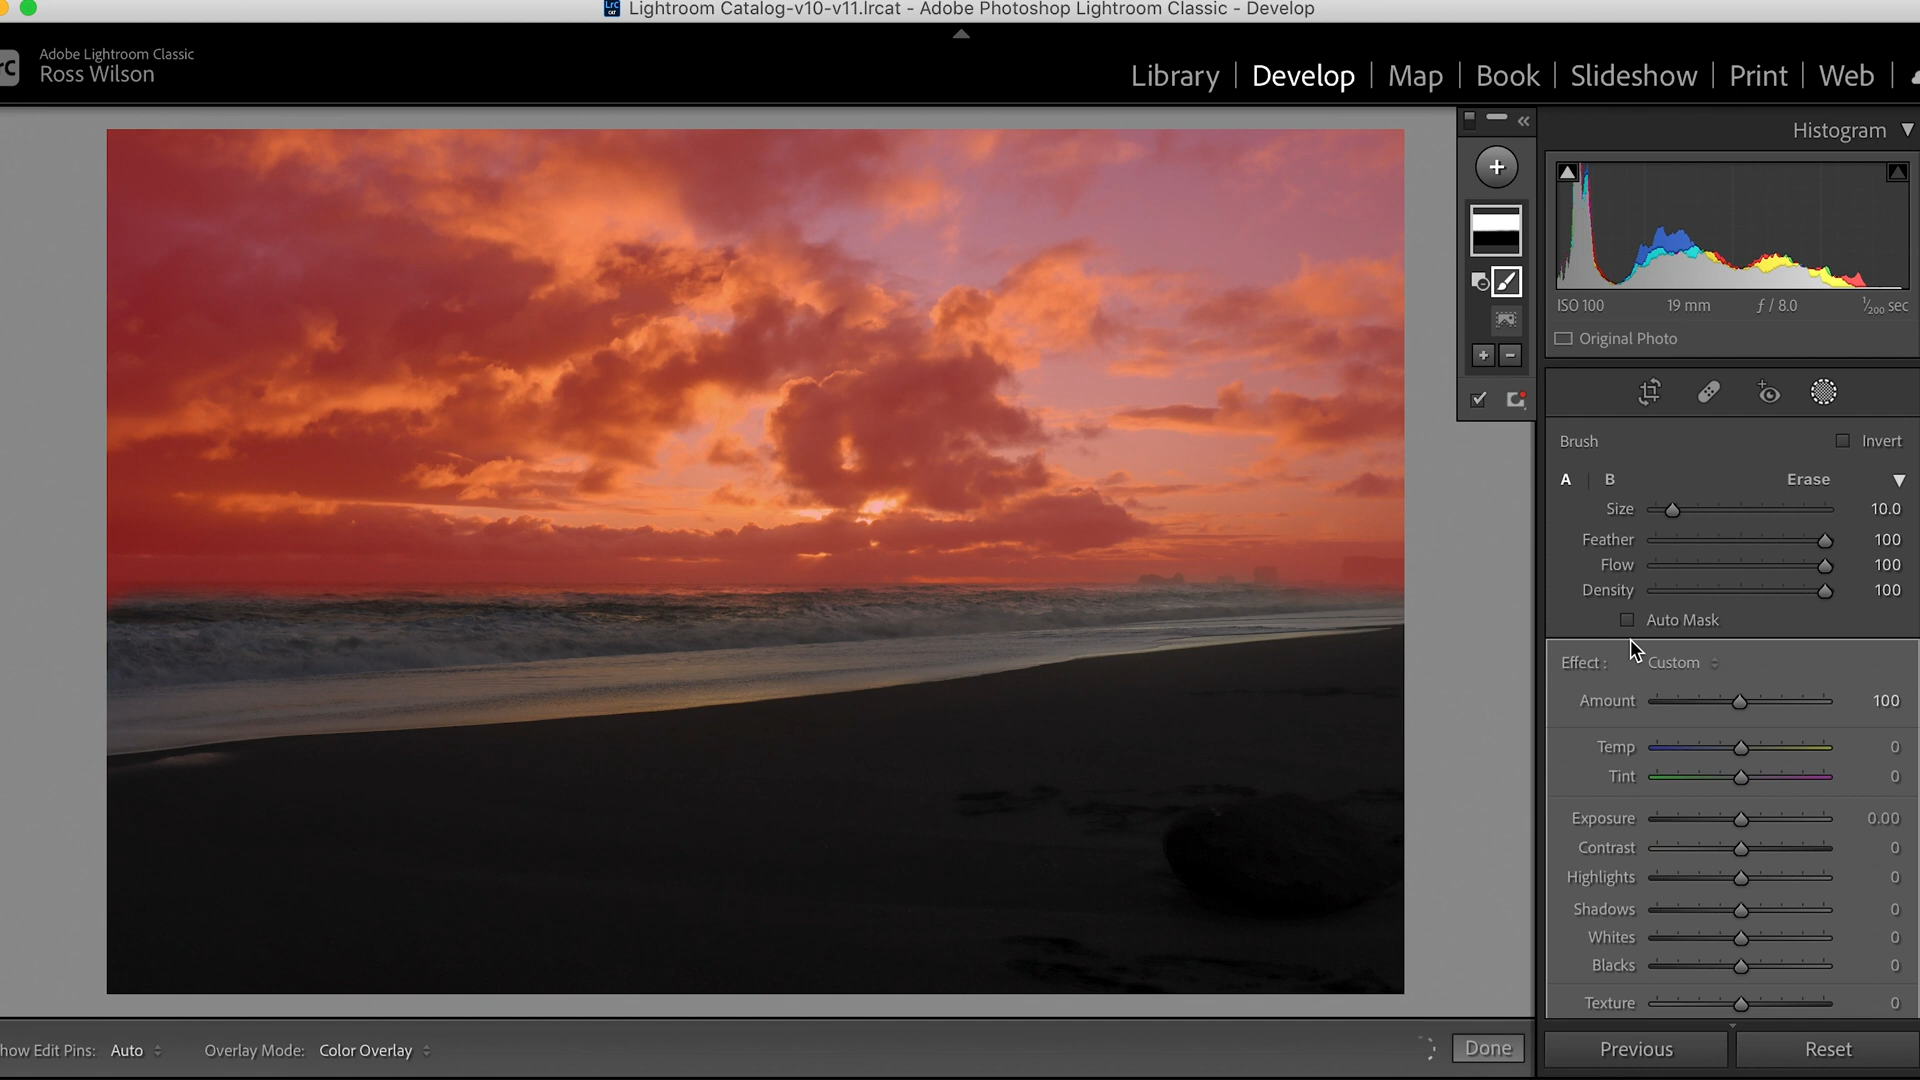 Lightroom Catalog-v10-v11.lrcat - Adobe Photoshop Lightroom Classic - Develop
Adobe Lightroom Classic
Ross Wilson
Library | Develop | Map | Book | Slideshow | Print | Web |
Histogram
ISO 100 19 mm ƒ / 8.0 1/200 sec
Original Photo
Brush Invert
A | B Erase
Size 10.0
Feather 100
Flow 100
Density 100
Auto Mask
Effect : Custom
Amount 100
Temp 0
Tint 0
Exposure 0.00
Contrast 0
Highlights 0
Shadows 0
Whites 0
Blacks 0
Texture 0
how Edit Pins: Auto Overlay Mode: Color Overlay Done Previous Reset